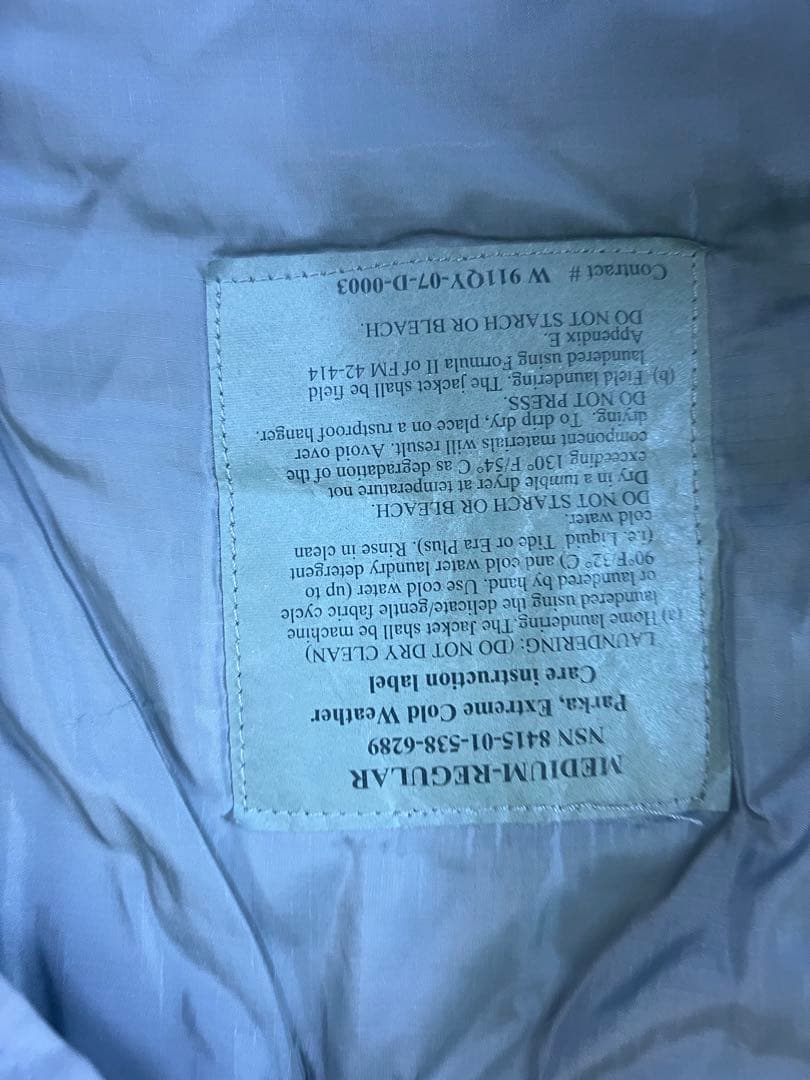 MEDIUM-REGULAR
NSN 8415-01-538-6289
Parka, Extreme Cold Weather
Care instruction label
LAUNDERING: (DO NOT DRY CLEAN)
(a) Home laundering. The Jacket shall be machine
laundered using the delicate/gentle fabric cycle
or laundered by hand. Use cold water (up to
90°F/32° C) and cold water laundry detergent
(i.e. Liquid Tide or Era Plus). Rinse in clean
cold water.
DO NOT STARCH OR BLEACH.
Dry in a tumble dryer at temperature not
exceeding 130° F/54° C as degradation of the
component materials will result. Avoid over
drying. To drip dry, place on a rustproof hanger.
DO NOT PRESS.
(b) Field laundering. The jacket shall be field
laundered using Formula II of FM 42-414
Appendix E.
DO NOT STARCH OR BLEACH.
Contract # W 911QY-07-D-0003